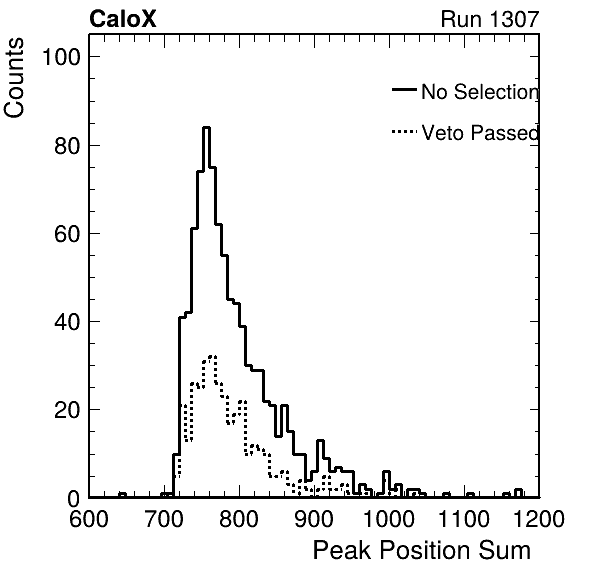 CaloX Run 1307
Counts
100
80
60
40
20
0
No Selection
Veto Passed
600 700 800 900 1000 1100 1200
Peak Position Sum